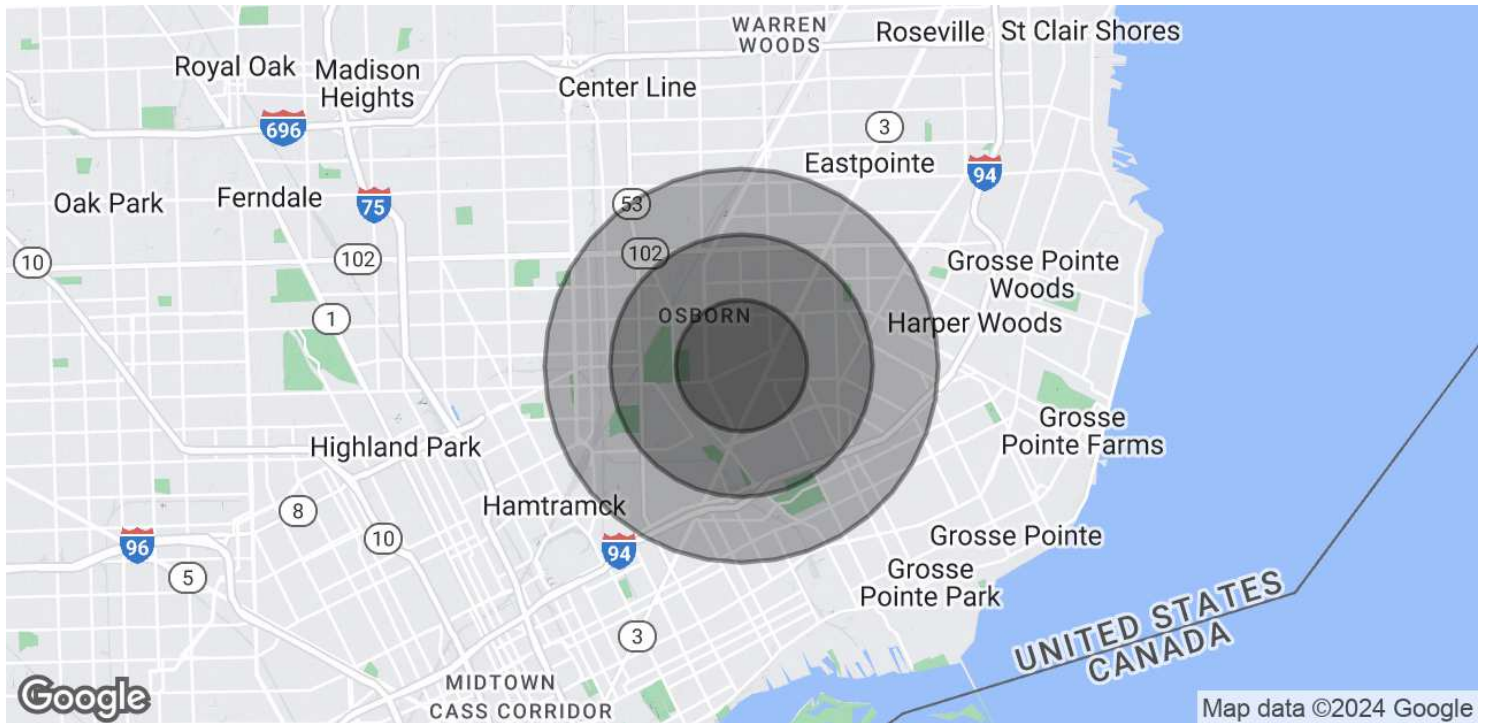 WARREN
WOODS
Roseville
St Clair Shores
Royal Oak
Madison
Heights
Center Line
696
3
Eastpointe
94
Oak Park
Ferndale
75
53
10
102
102
Grosse Pointe
Woods
1
OSBORN
Harper Woods
Grosse
Pointe Farms
Highland Park
Hamtramck
8
10
96
94
5
Grosse Pointe
Grosse
Pointe Park
3
UNITED STATES
CANADA
MIDTOWN
CASS CORRIDOR
Google
Map data ©2024 Google